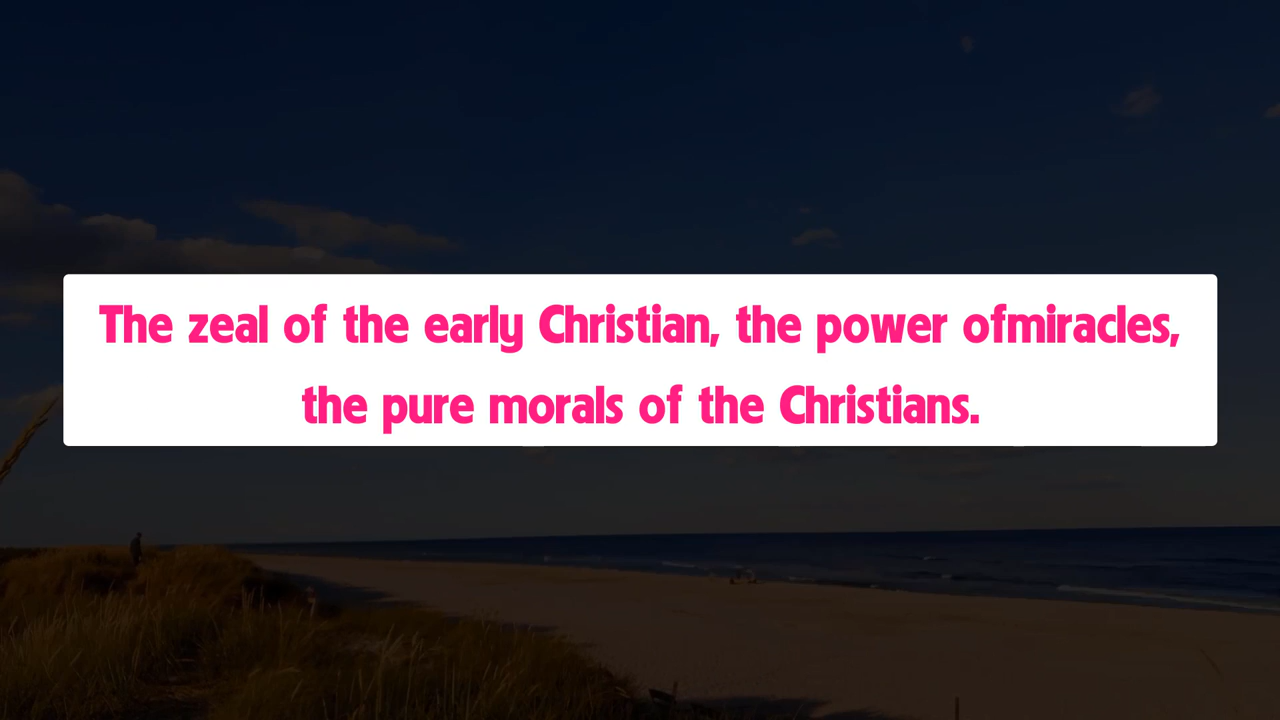 The zeal of the early Christian, the power ofmiracles,
the pure morals of the Christians.